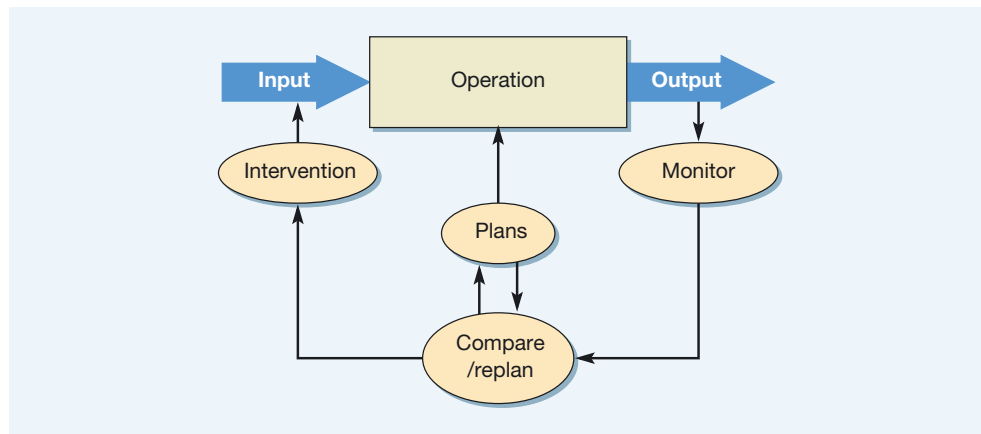 Input
Operation
Output
Intervention
Monitor
Plans
Compare
/replan